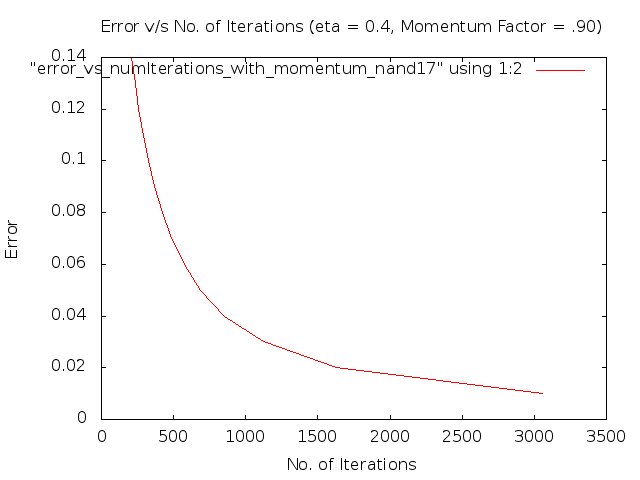 Error v/s No. of Iterations (eta = 0.4, Momentum Factor = .90)
0.14
"error_vs_numIterations_with_momentum_nand17" using 1:2
0.12
0.1
0.08
Error
0.06
0.04
0.02
0
0 500 1000 1500 2000 2500 3000 3500
No. of Iterations